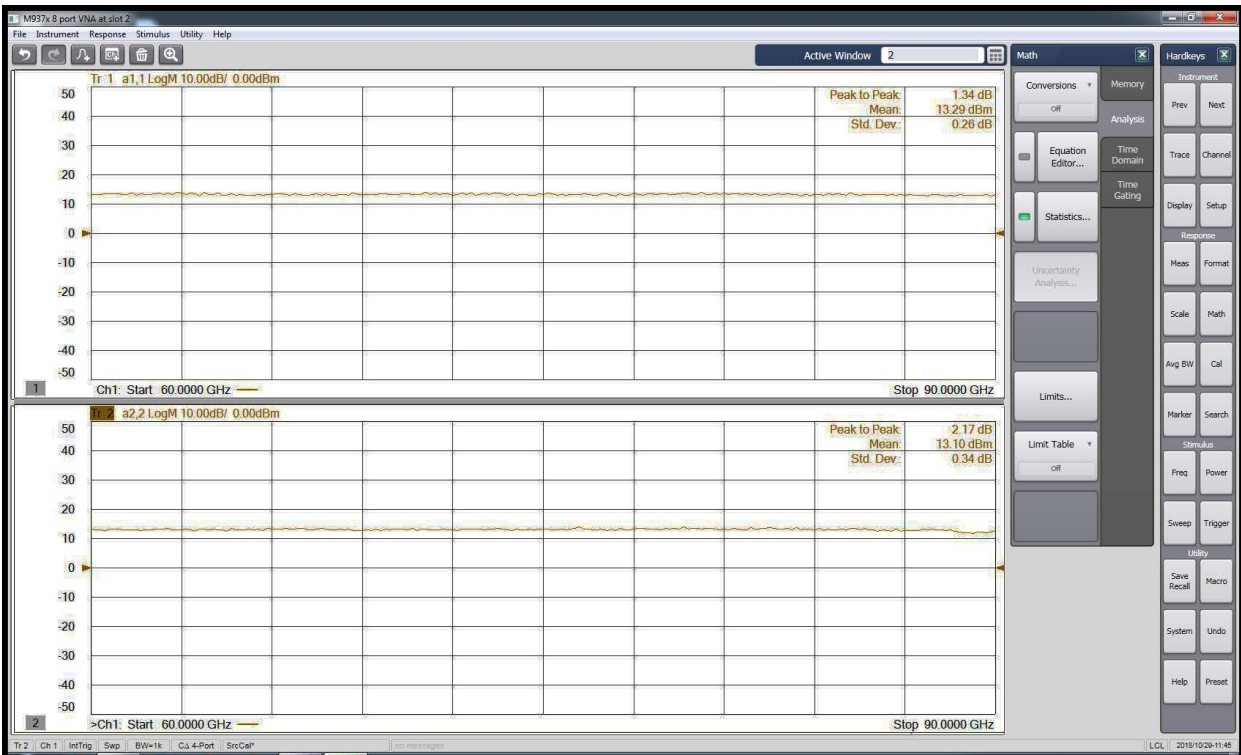 M937x 8 port VNA at slot 2
File Instrument Response Stimulus Utility Help
Active Window 2
Tr 1 a1,1 LogM 10.00dB/ 0.00dBm
50
40
30
20
10
0
-10
-20
-30
-40
-50
Peak to Peak: 1.34 dB
Mean: 13.29 dBm
Std. Dev.: 0.26 dB
1
Ch1: Start 60.0000 GHz
Stop 90.0000 GHz
Tr 2 a2,2 LogM 10.00dB/ 0.00dBm
50
40
30
20
10
0
-10
-20
-30
-40
-50
Peak to Peak: 2.17 dB
Mean: 13.10 dBm
Std. Dev.: 0.34 dB
2
>Ch1: Start 60.0000 GHz
Stop 90.0000 GHz
Math
Conversions
Off
Equation
Editor...
Statistics...
Uncertainty
Analysis...
Limits...
Limit Table
Off
Memory
Analysis
Time
Domain
Time
Gating
Hardkeys
Instrument
Prev Next
Trace Channel
Display Setup
Response
Meas Format
Scale Math
Avg BW Cal
Marker Search
Stimulus
Freq Power
Sweep Trigger
Utility
Save
Recall
Macro
System Undo
Help Preset
Tr 2 Ch 1 IntTrig Swp BW=1k CΔ 4-Port SrcCal* no messages LCL 2018/10/29-11:45